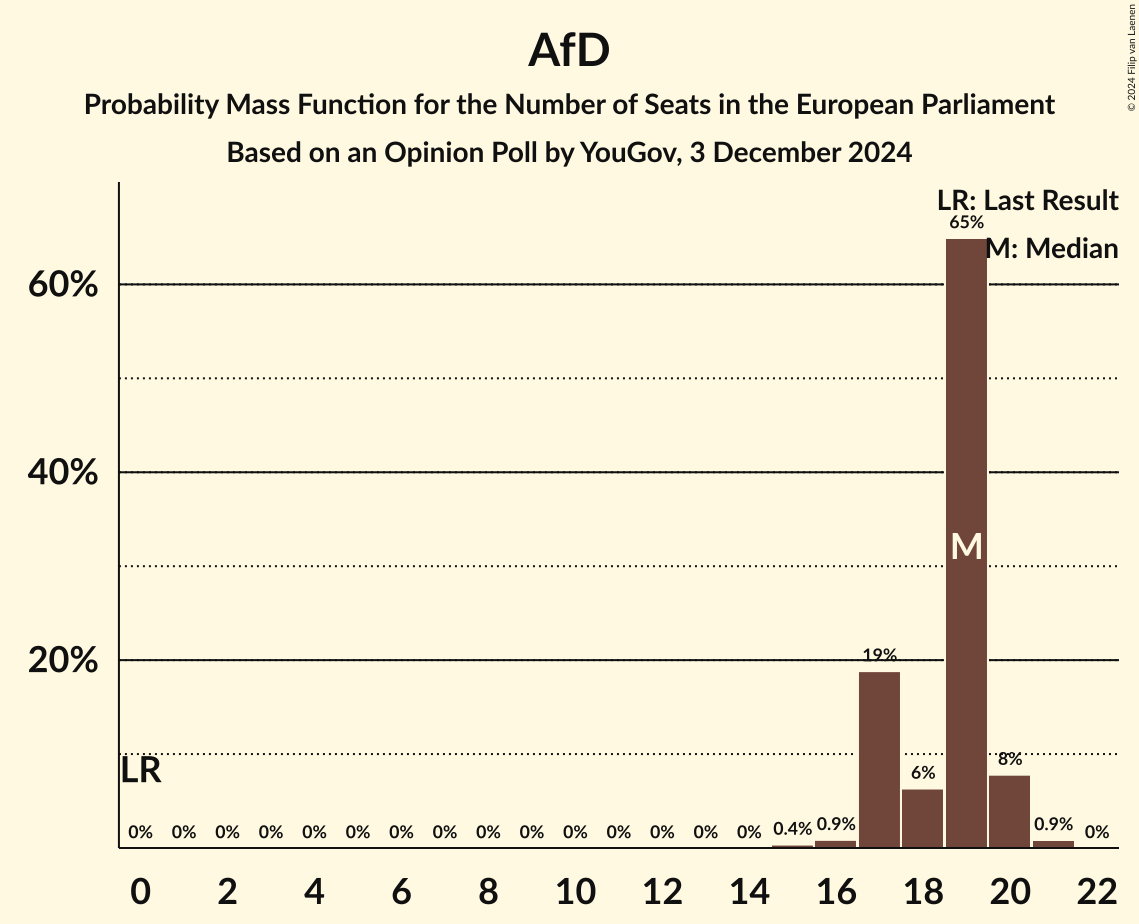 AfD
Probability Mass Function for the Number of Seats in the European Parliament
Based on an Opinion Poll by YouGov, 3 December 2024
© 2024 Filip van Laenen
LR: Last Result
M: Median
65%
60%
40%
M
20%
19%
8%
6%
LR
0% 0% 0% 0% 0% 0% 0% 0% 0% 0% 0% 0% 0% 0% 0% 0.4% 0.9% 0.9% 0%
0 2 4 6 8 10 12 14 16 18 20 22